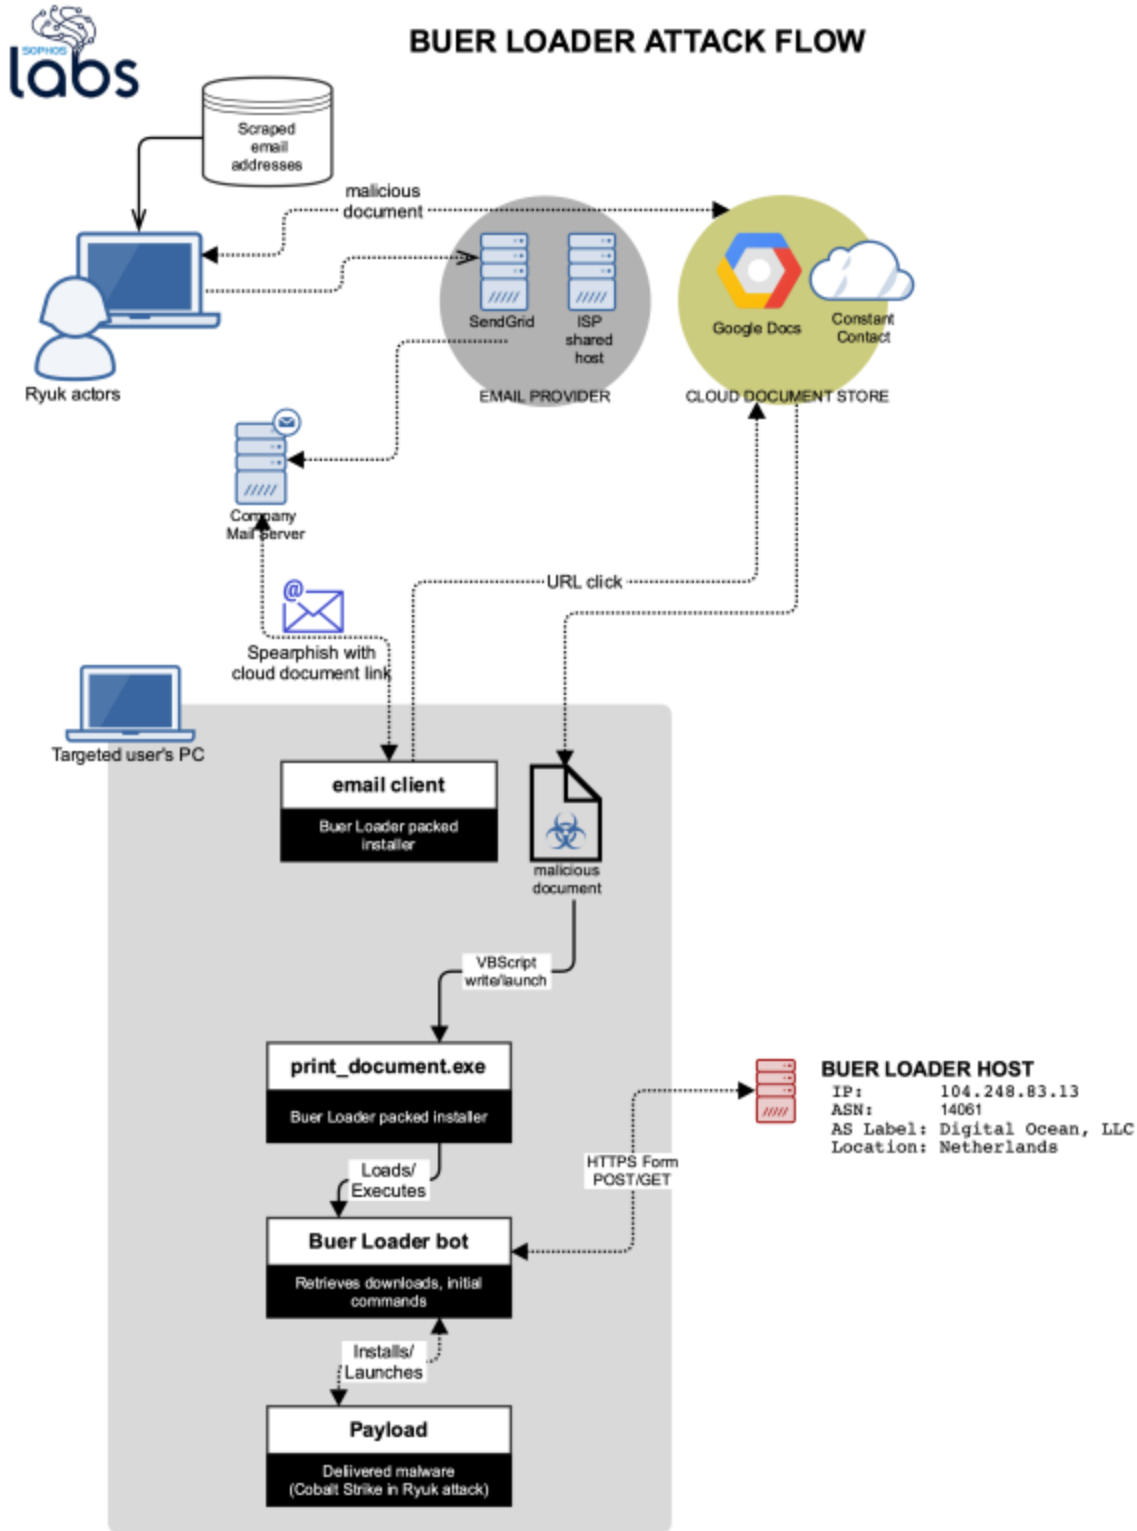 SOPHOS
labs
BUER LOADER ATTACK FLOW
Scraped
email
addresses
malicious
document
Ryuk actors
SendGrid
ISP
shared
host
EMAIL PROVIDER
Google Docs
Constant
Contact
CLOUD DOCUMENT STORE
Company
Mail Server
URL click
@
Spearphish with
cloud document link
Targeted user's PC
email client
Buer Loader packed
installer
malicious
document
VBScript
write/launch
print_document.exe
Buer Loader packed installer
BUER LOADER HOST
IP: 104.248.83.13
ASN: 14061
AS Label: Digital Ocean, LLC
Location: Netherlands
HTTPS Form
POST/GET
Loads/
Executes
Buer Loader bot
Retrieves downloads, initial
commands
Installs/
Launches
Payload
Delivered malware
(Cobalt Strike in Ryuk attack)